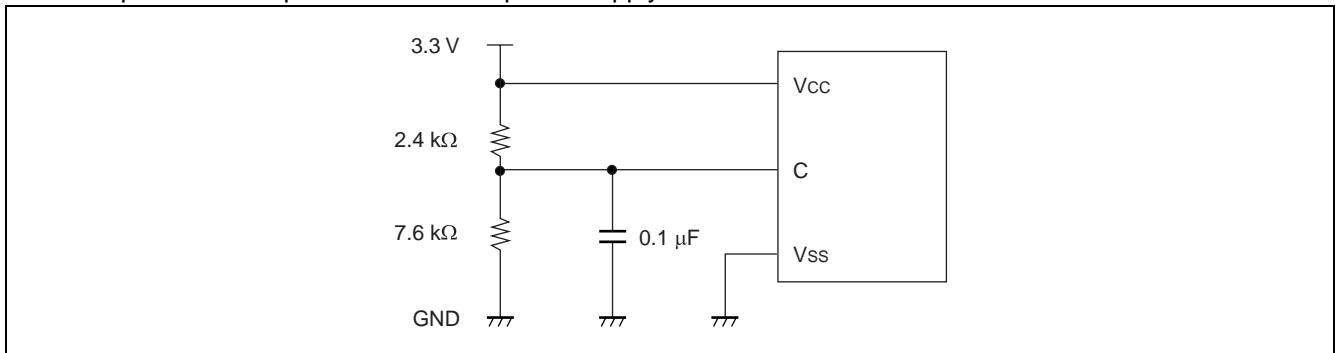 3.3 V
Vcc
2.4 kΩ
C
7.6 kΩ
0.1 μF
Vss
GND